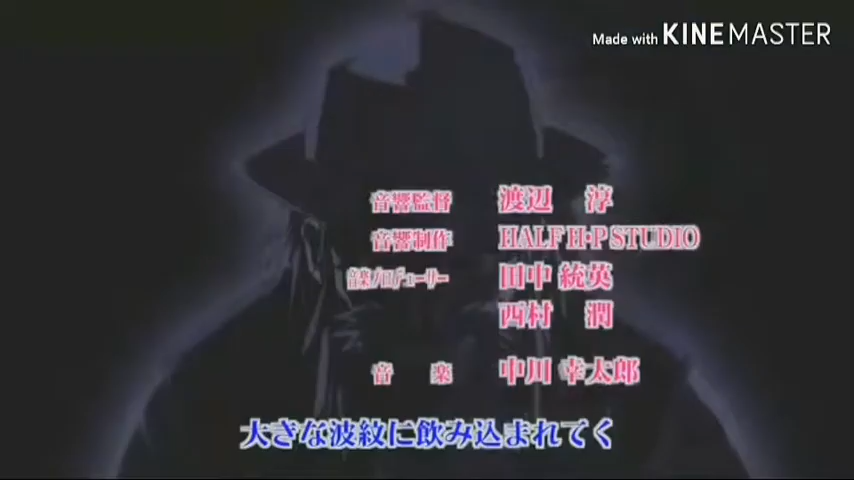 Made with KINEMASTER
音響監督 渡辺 淳
音響制作 HALF H・P STUDIO
音楽プロデューサー 田中 統英
西村 潤
音 楽 中川 幸太郎
大きな波紋に飲み込まれてく